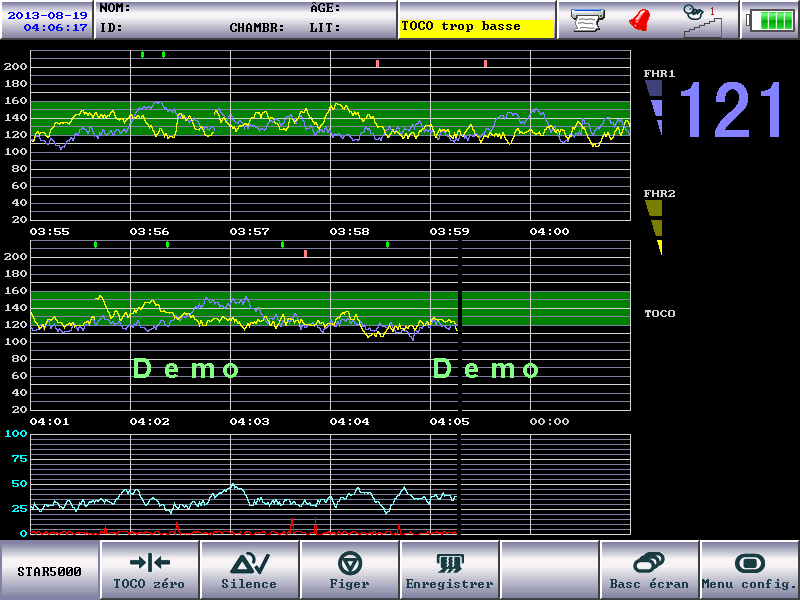 2013-08-19
04:06:17
NOM: ÂGE:
ID: CHAMBR: LIT:
TOCO trop basse
1
200
180
160
140
120
100
80
60
40
20
03:55 03:56 03:57 03:58 03:59 04:00
FHR1
121
FHR2
TOCO
200
180
160
140
120
100
80
60
40
20
Demo Demo
04:01 04:02 04:03 04:04 04:05 00:00
100
75
50
25
0
STAR5000
TOCO zéro
Silence
Figer
Enregistrer
Basc écran
Menu config.